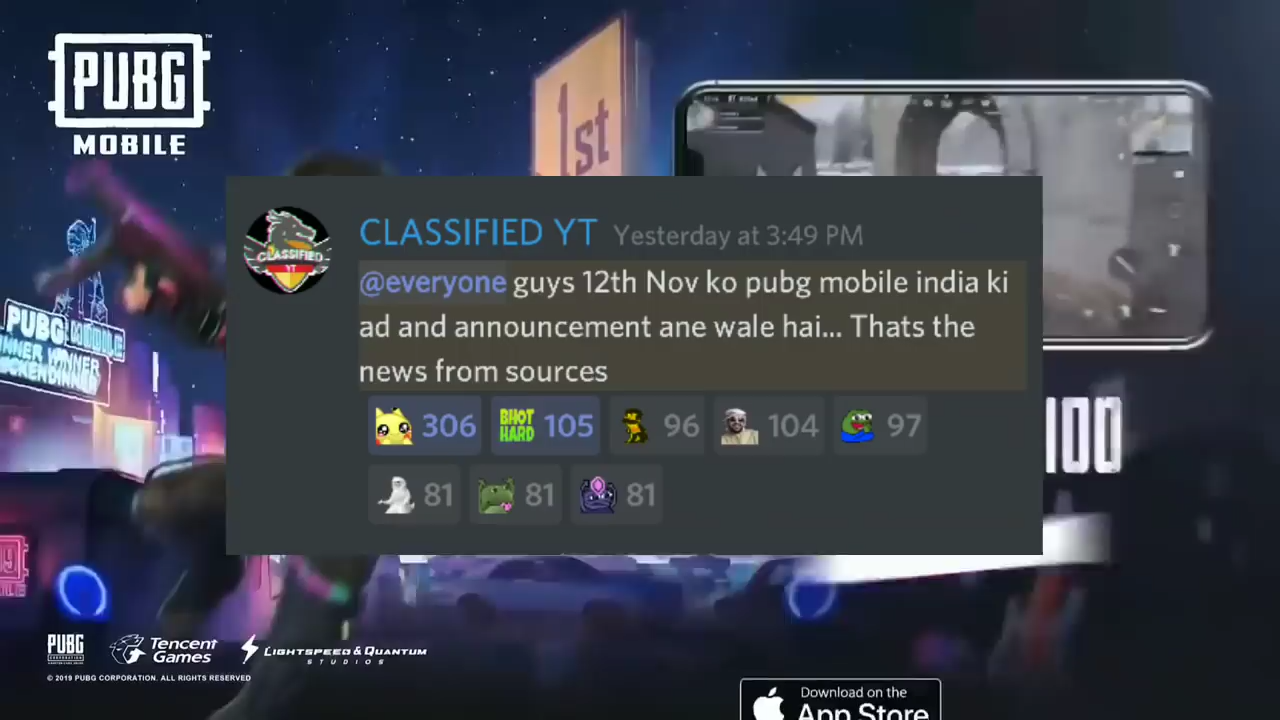 PUBG
MOBILE
1st
CLASSIFIED YT Yesterday at 3:49 PM
CLASSIFIED
YT
@everyone guys 12th Nov ko pubg mobile india ki
ad and announcement ane wale hai... Thats the
news from sources
306 BHOT HARD 105 96 104 97
81 81 81
100
PUBG MOBILE
WINNER
PUBG
Tencent
Games
LIGHTSPEED & QUANTUM
STUDIOS
© 2019 PUBG CORPORATION. ALL RIGHTS RESERVED
Download on the
App Store